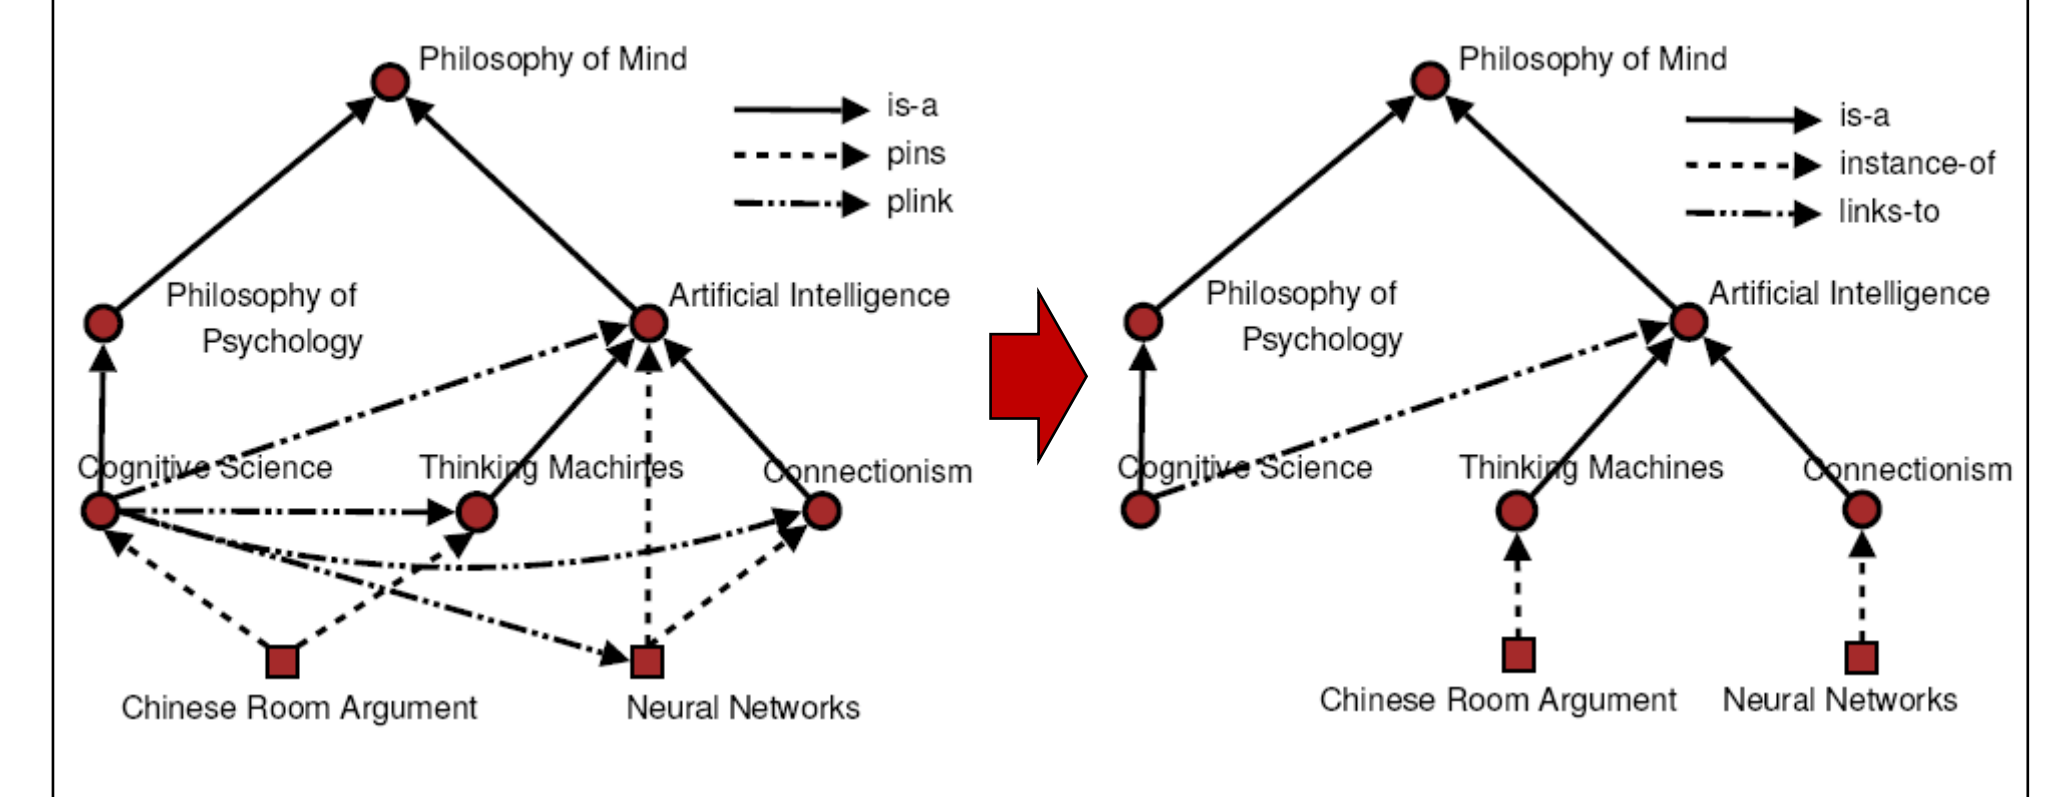 Philosophy of Mind
is-a
pins
plink
Philosophy of
Psychology
Artificial Intelligence
Cognitive Science
Thinking Machines
Connectionism
Chinese Room Argument
Neural Networks
Philosophy of Mind
is-a
instance-of
links-to
Philosophy of
Psychology
Artificial Intelligence
Cognitive Science
Thinking Machines
Connectionism
Chinese Room Argument
Neural Networks